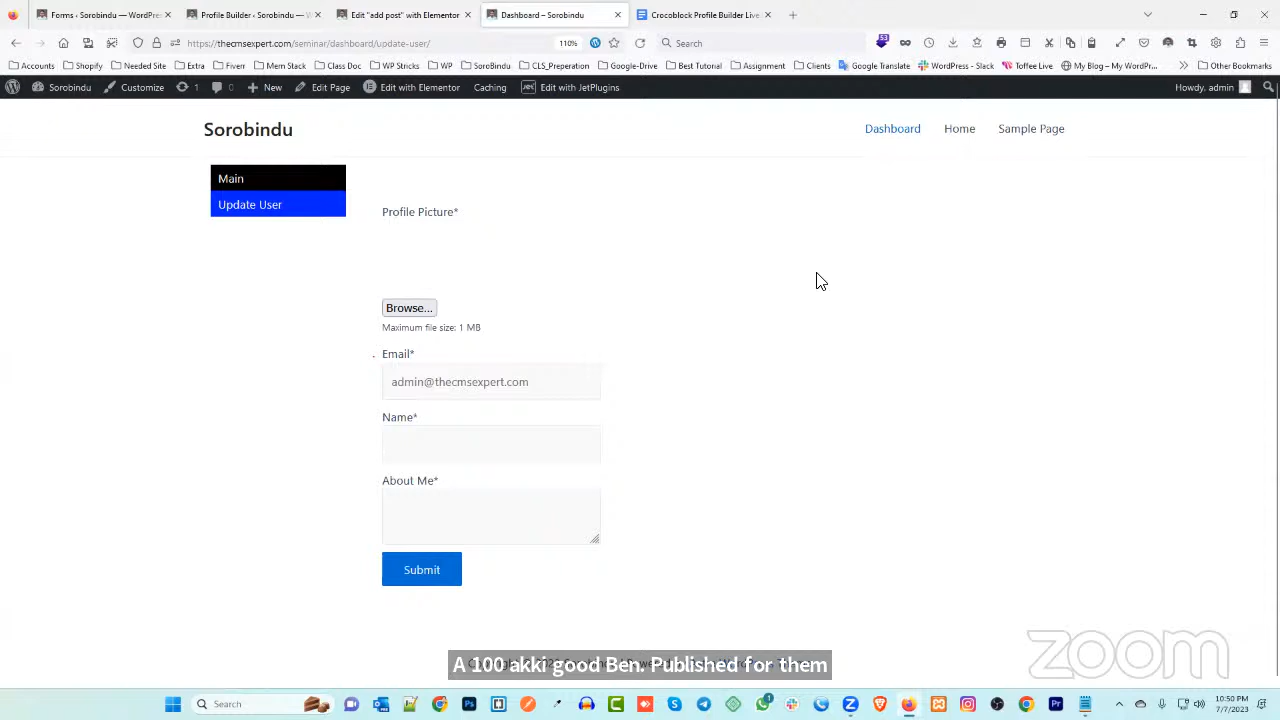 Forms ‹ Sorobindu — WordPres
Profile Builder ‹ Sorobindu — W
Edit "add post" with Elementor
Dashboard – Sorobindu
Crocoblock Profile Builder Live
https://thecmsexpert.com/seminar/dashboard/update-user/
110%
Search
53
Accounts
Shopify
Needed Site
Extra
Fiverr
Mem Stack
Class Doc
WP Stricks
WP
SoroBindu
CLS_Preperation
Google-Drive
Best Tutorial
Assignment
Clients
Google Translate
WordPress - Slack
Toffee Live
My Blog – My WordPr...
Other Bookmarks
Sorobindu
Customize
1
0
New
Edit Page
Edit with Elementor
Caching
Edit with JetPlugins
Howdy, admin
Sorobindu
Dashboard
Home
Sample Page
Main
Update User
Profile Picture*
Browse...
Maximum file size: 1 MB
Email*
admin@thecmsexpert.com
Name*
About Me*
Submit
A 100 akki good Ben. Published for them
zoom
Search
1
10:50 PM
7/7/2023